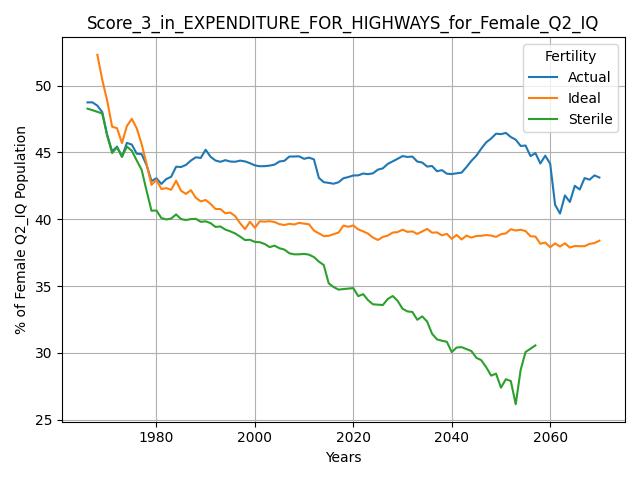 Score_3_in_EXPENDITURE_FOR_HIGHWAYS_for_Female_Q2_IQ
Fertility
Actual
Ideal
Sterile
% of Female Q2_IQ Population
50
45
40
35
30
25
1980
2000
2020
2040
2060
Years